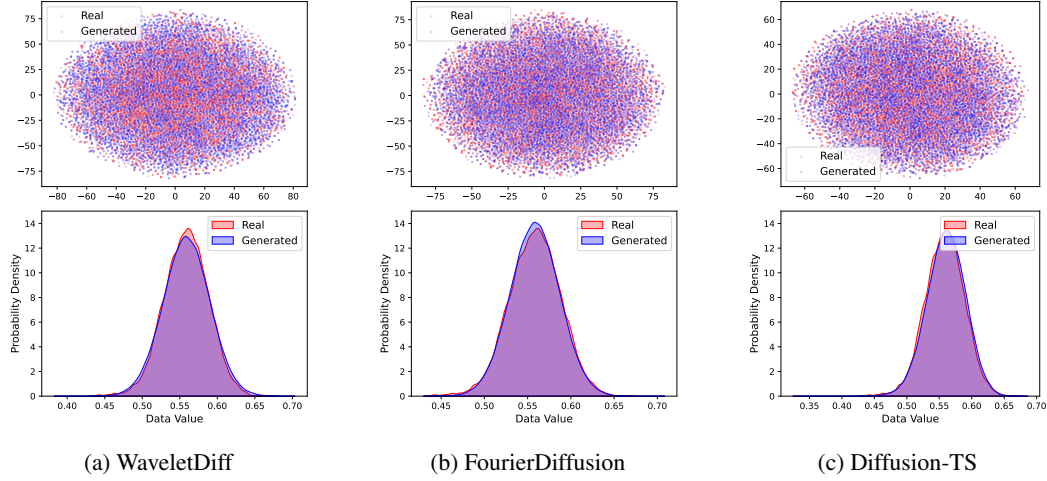 Real
Generated
75
50
25
0
−25
−50
−75
−80 −60 −40 −20 0 20 40 60 80
Real
Generated
75
50
25
0
−25
−50
−75
−75 −50 −25 0 25 50 75
60
40
20
0
−20
−40
−60
Real
Generated
−60 −40 −20 0 20 40 60
Probability Density
14
12
10
8
6
4
2
0
Real
Generated
0.40 0.45 0.50 0.55 0.60 0.65 0.70
Data Value
Probability Density
14
12
10
8
6
4
2
0
Real
Generated
0.45 0.50 0.55 0.60 0.65 0.70
Data Value
Probability Density
14
12
10
8
6
4
2
0
Real
Generated
0.35 0.40 0.45 0.50 0.55 0.60 0.65 0.70
Data Value
(a) WaveletDiff
(b) FourierDiffusion
(c) Diffusion-TS